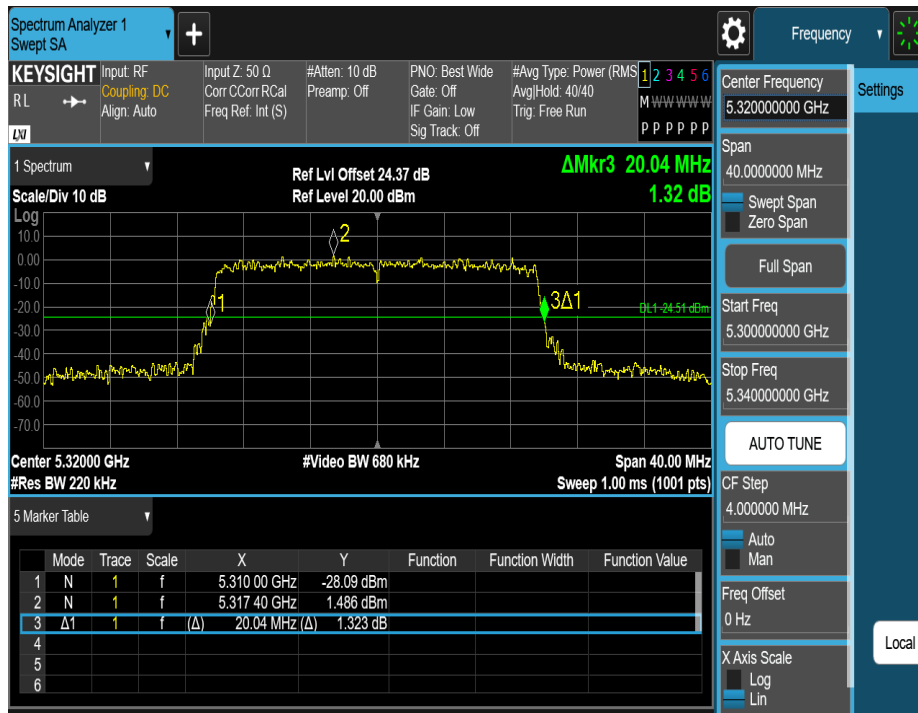 Spectrum Analyzer 1
Swept SA
+
Frequency
KEYSIGHT
RL
LXI
Input: RF
Coupling: DC
Align: Auto
Input Z: 50 Ω
Corr CCorr RCal
Freq Ref: Int (S)
#Atten: 10 dB
Preamp: Off
PNO: Best Wide
Gate: Off
IF Gain: Low
Sig Track: Off
#Avg Type: Power (RMS
Avg|Hold: 40/40
Trig: Free Run
1 2 3 4 5 6
M W W W W W
P P P P P P
Center Frequency
5.320000000 GHz
Settings
Span
40.0000000 MHz
Swept Span
Zero Span
Full Span
Start Freq
5.300000000 GHz
Stop Freq
5.340000000 GHz
AUTO TUNE
CF Step
4.000000 MHz
Auto
Man
Freq Offset
0 Hz
X Axis Scale
Log
Lin
Local
1 Spectrum
Scale/Div 10 dB
Ref Lvl Offset 24.37 dB
Ref Level 20.00 dBm
ΔMkr3 20.04 MHz
1.32 dB
Log
10.0
0.00
-10.0
-20.0
-30.0
-40.0
-50.0
-60.0
-70.0
2
1
3Δ1
DL1 -24.51 dBm
Center 5.32000 GHz
#Video BW 680 kHz
Span 40.00 MHz
#Res BW 220 kHz
Sweep 1.00 ms (1001 pts)
5 Marker Table
Mode Trace Scale X Y Function Function Width Function Value
1 N 1 f 5.310 00 GHz -28.09 dBm
2 N 1 f 5.317 40 GHz 1.486 dBm
3 Δ1 1 f (Δ) 20.04 MHz (Δ) 1.323 dB
4
5
6